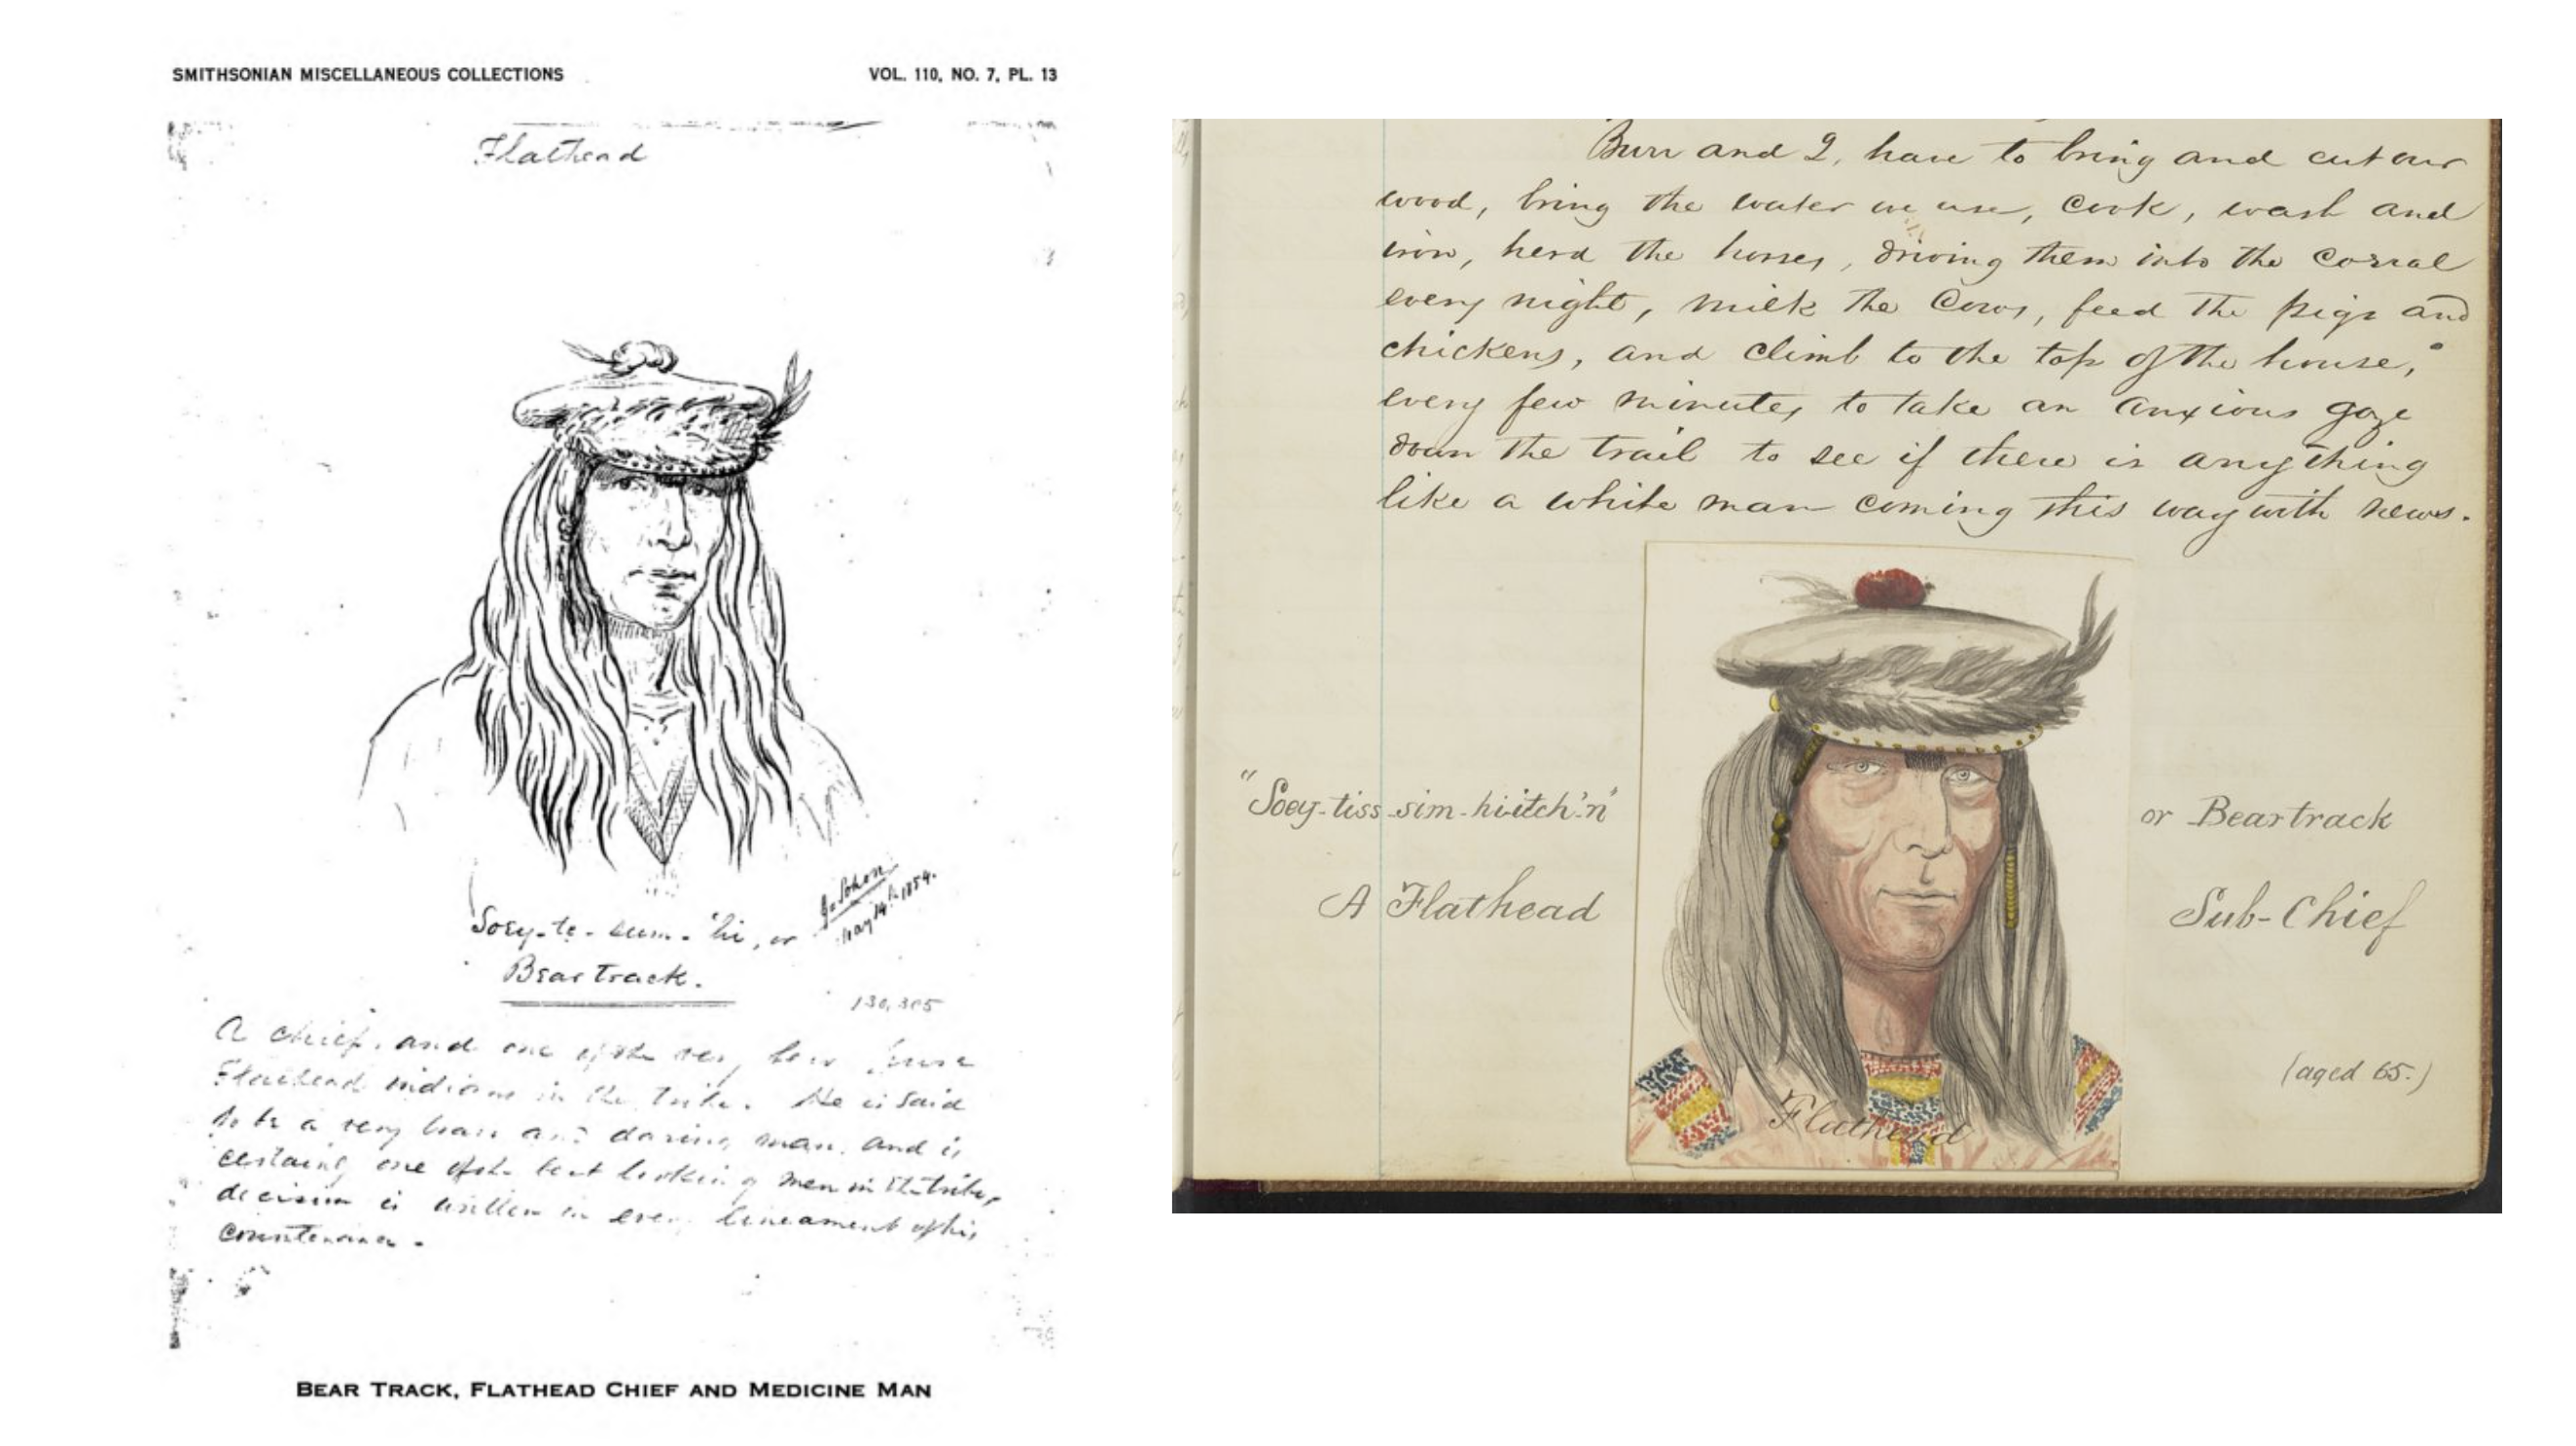 SMITHSONIAN MISCELLANEOUS COLLECTIONS
VOL. 110, NO. 7, PL. 13
Flathead
Soey-te-sum-'hi, or
G. Sohon
May 14th 1854.
Bear Track.
130,305
A chief, and one of the very few
Flathead indians in the tribe. He is said
to be a very brave and daring man, and is
certainly one of the best looking men in the tribe,
decision is written in every lineament of his
countenance.
BEAR TRACK, FLATHEAD CHIEF AND MEDICINE MAN
Burr and I, have to bring and cut our
wood, bring the water we use, cook, wash and
iron, herd the horses, driving them into the corral
every night, milk the Cows, feed the pigs and
chickens, and climb to the top of the house,
every few minutes to take an anxious gaze
down the trail to see if there is anything
like a white man coming this way with news.
"Soey-tiss-sim-hiitch'n"
or Beartrack
A Flathead
Sub-Chief
(aged 65.)
Flathead